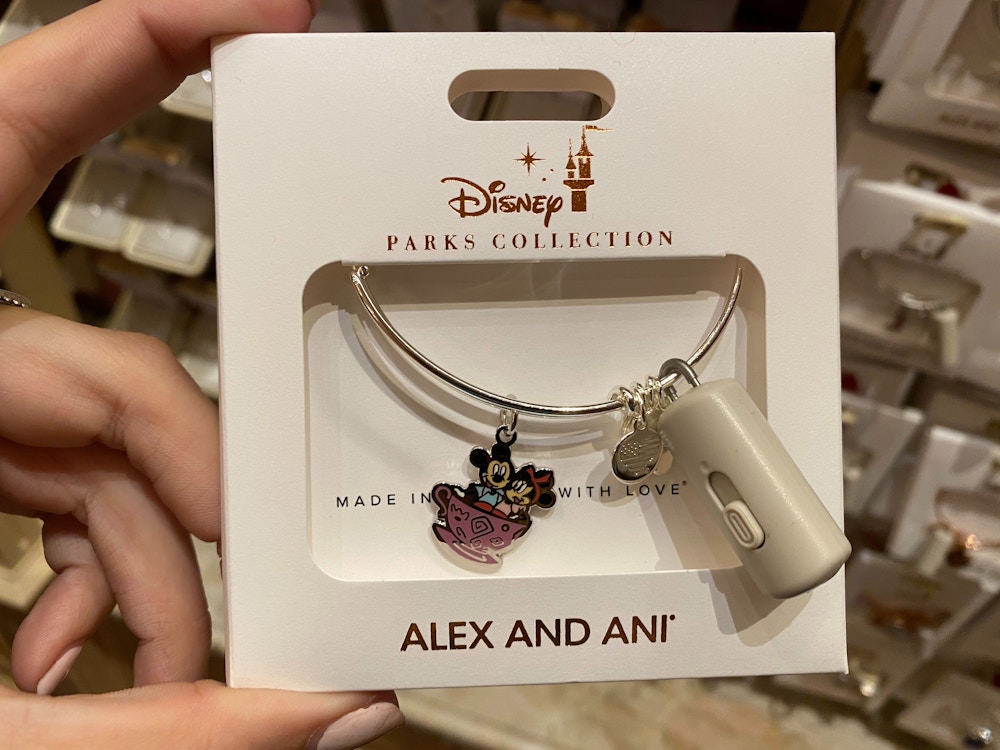 Disney
PARKS COLLECTION
MADE IN WITH LOVE®
ALEX AND ANI®